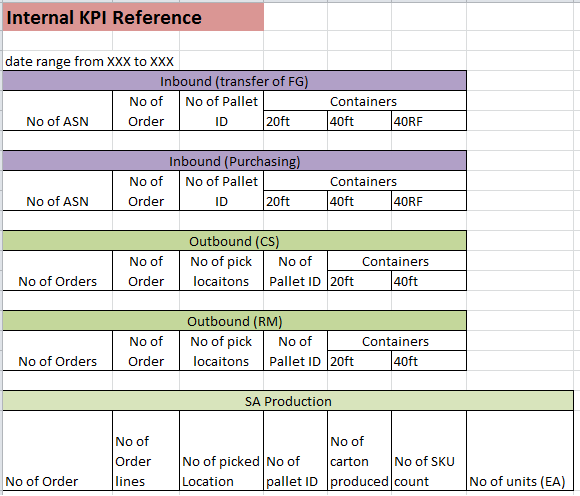 Internal KPI Reference
date range from XXX to XXX
Inbound (transfer of FG)
No of ASN
No of
Order
No of Pallet
ID
Containers
20ft
40ft
40RF
Inbound (Purchasing)
No of ASN
No of
Order
No of Pallet
ID
Containers
20ft
40ft
40RF
Outbound (CS)
No of Orders
No of
Order
No of pick
locaitons
No of
Pallet ID
Containers
20ft
40ft
Outbound (RM)
No of Orders
No of
Order
No of pick
locaitons
No of
Pallet ID
Containers
20ft
40ft
SA Production
No of Order
No of
Order
lines
No of picked
Location
No of
pallet ID
No of
carton
produced
No of SKU
count
No of units (EA)